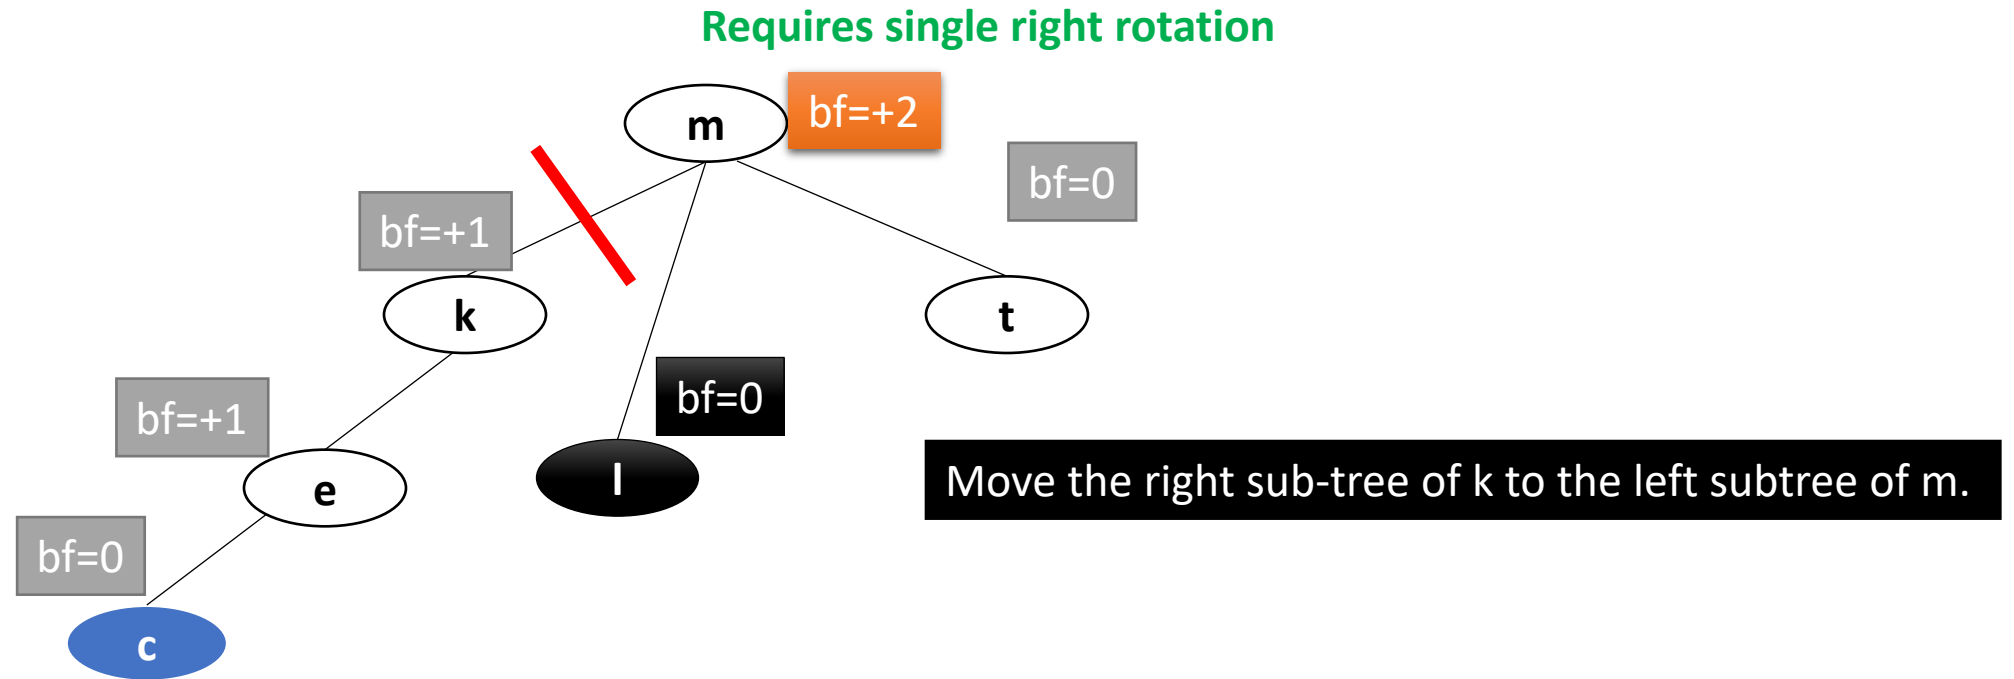 Requires single right rotation
m
bf=+2
bf=0
bf=+1
k
t
bf=+1
bf=0
e
l
Move the right sub-tree of k to the left subtree of m.
bf=0
c